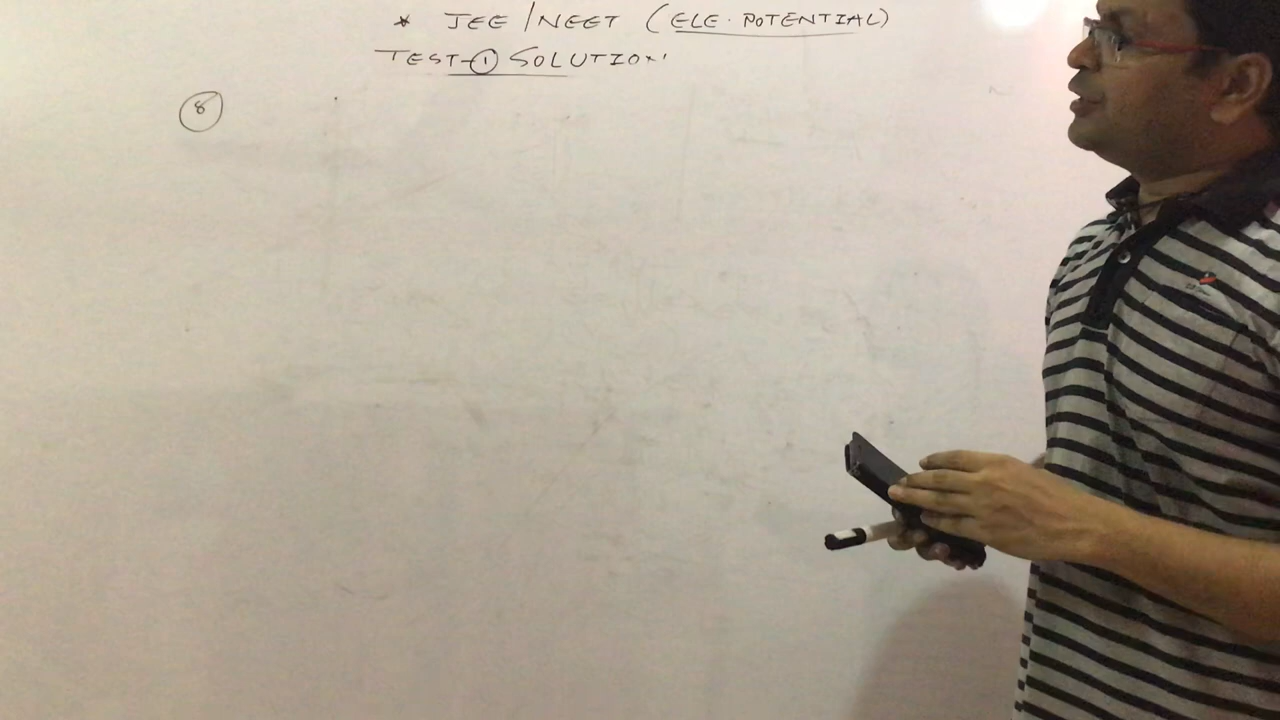 * JEE/NEET (ELE. POTENTIAL)
TEST-① SOLUTION
⑧